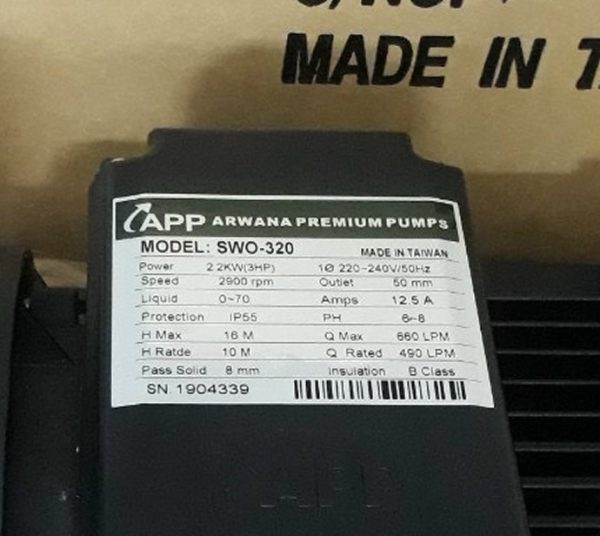 MADE IN T
APP ARWANA PREMIUM PUMPS
MODEL: SWO-320 MADE IN TAIWAN
Power 2.2KW(3HP) 1Ø 220-240V/50Hz
Speed 2900 rpm Outlet 50 mm
Liquid 0-70 Amps 12.5 A
Protection IP55 PH 6-8
H Max 16 M Q Max 660 LPM
H Ratde 10 M Q Rated 490 LPM
Pass Solid 8 mm Insulation B Class
SN.1904339
APP